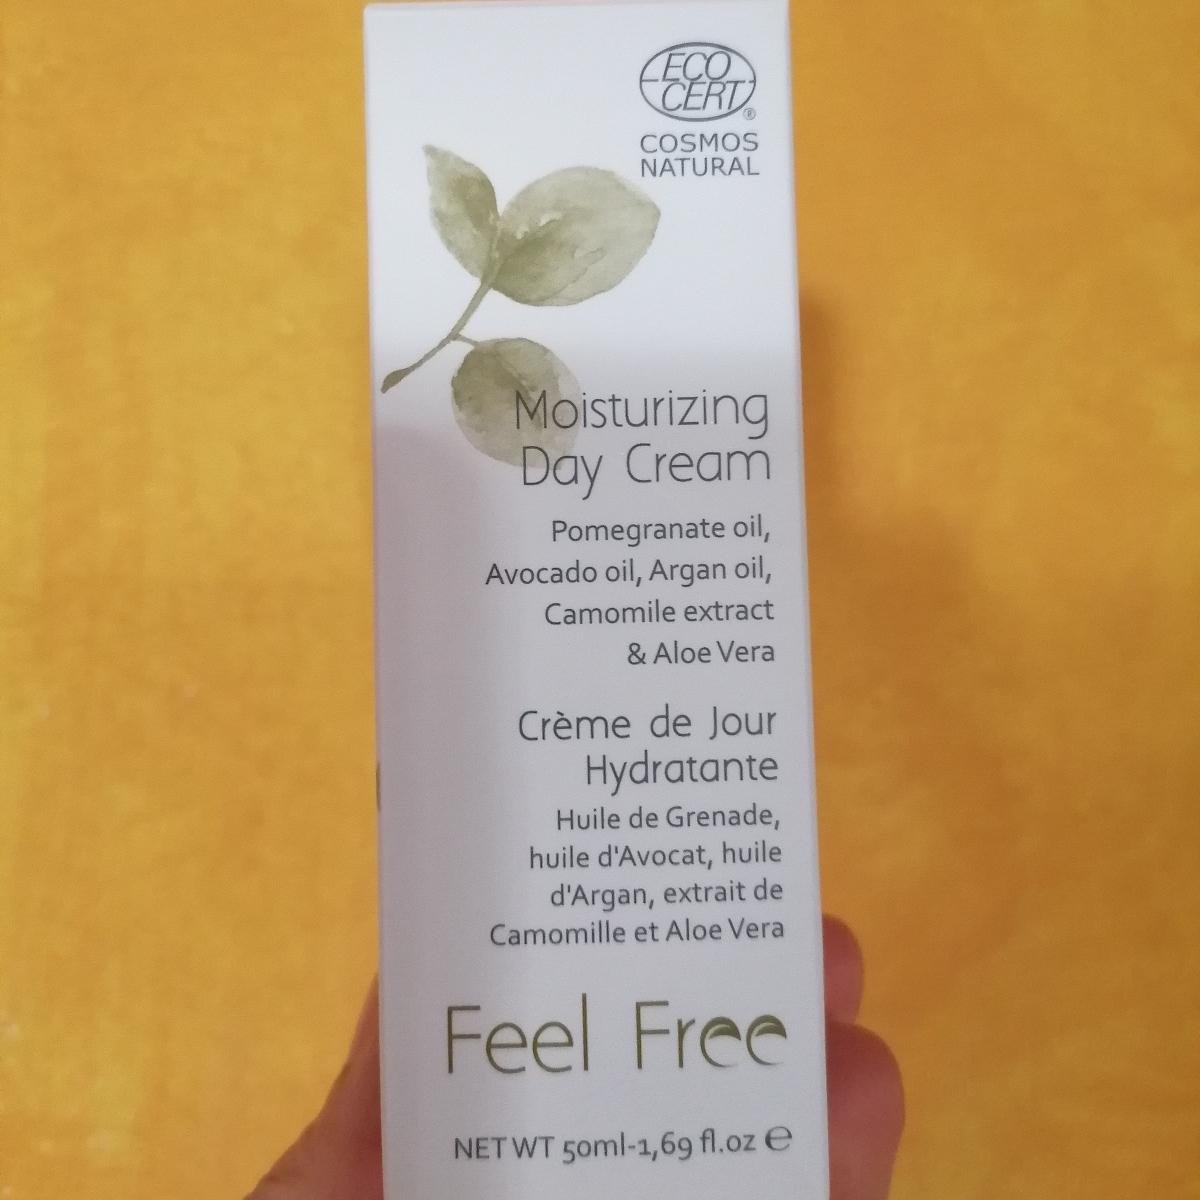 ECO
CERT
®
COSMOS
NATURAL
Moisturizing
Day Cream
Pomegranate oil,
Avocado oil, Argan oil,
Camomile extract
& Aloe Vera
Crème de Jour
Hydratante
Huile de Grenade,
huile d'Avocat, huile
d'Argan, extrait de
Camomille et Aloe Vera
Feel Free
NET WT 50ml-1,69 fl.oz ℮